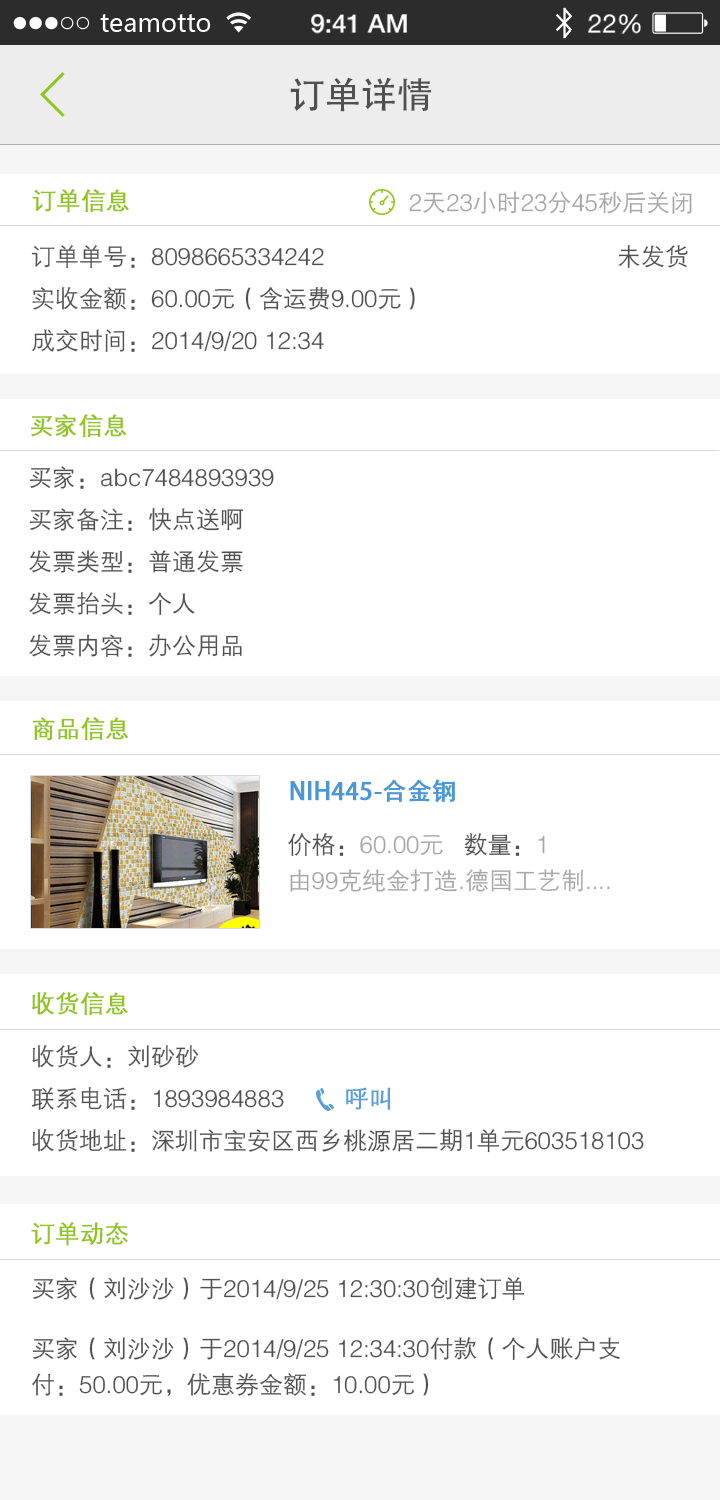 teamotto 9:41 AM 22%
订单详情
订单信息 2天23小时23分45秒后关闭
订单单号：8098665334242 未发货
实收金额：60.00元（含运费9.00元）
成交时间：2014/9/20 12:34
买家信息
买家：abc7484893939
买家备注：快点送啊
发票类型：普通发票
发票抬头：个人
发票内容：办公用品
商品信息
NIH445-合金钢
价格：60.00元 数量：1
由99克纯金打造.德国工艺制....
收货信息
收货人：刘砂砂
联系电话：1893984883 呼叫
收货地址：深圳市宝安区西乡桃源居二期1单元603518103
订单动态
买家（刘沙沙）于2014/9/25 12:30:30创建订单
买家（刘沙沙）于2014/9/25 12:34:30付款（个人账户支
付：50.00元，优惠券金额：10.00元）